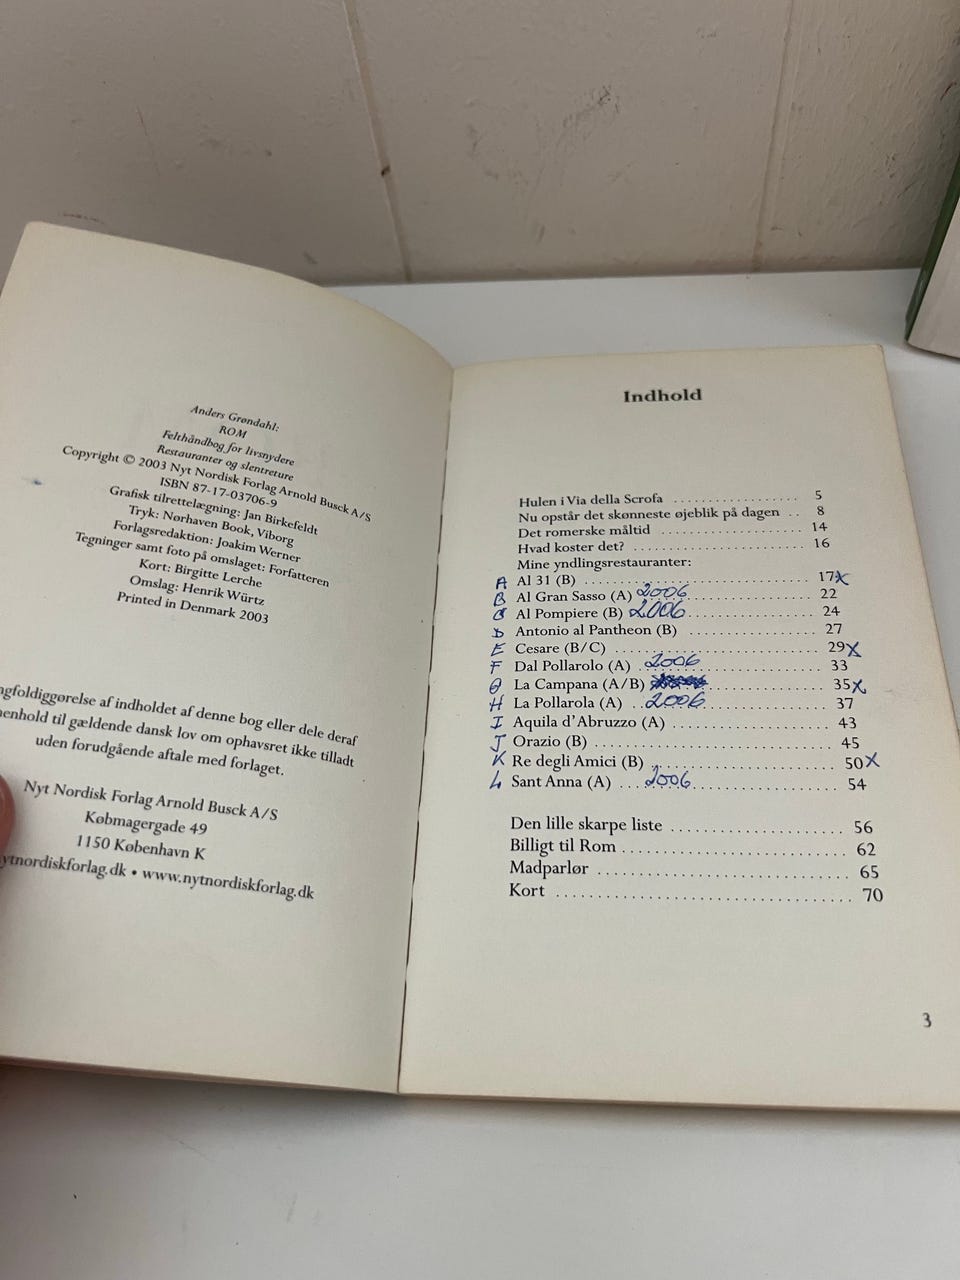 Anders Grøndahl:
ROM
Felthåndbog for livsnydere
Restauranter og slentreture
Copyright © 2003 Nyt Nordisk Forlag Arnold Busck A/S
ISBN 87-17-03706-9
Grafisk tilrettelægning: Jan Birkefeldt
Tryk: Nørhaven Book, Viborg
Forlagsredaktion: Joakim Werner
Tegninger samt foto på omslaget: Forfatteren
Kort: Birgitte Lerche
Omslag: Henrik Würtz
Printed in Denmark 2003
ngfoldiggørelse af indholdet af denne bog eller dele deraf
enhold til gældende dansk lov om ophavsret ikke tilladt
uden forudgående aftale med forlaget.
Nyt Nordisk Forlag Arnold Busck A/S
Købmagergade 49
1150 København K
nytnordiskforlag.dk • www.nytnordiskforlag.dk
Indhold
Hulen i Via della Scrofa .................. 5
Nu opstår det skønneste øjeblik på dagen .. 8
Det romerske måltid .................. 14
Hvad koster det? .................. 16
Mine yndlingsrestauranter:
A Al 31 (B) .................. 17 X
B Al Gran Sasso (A) 2006 .................. 22
Al Pompiere (B) 2006 .................. 24
D Antonio al Pantheon (B) .................. 27
E Cesare (B/C) .................. 29 X
F Dal Pollarolo (A) 2006 .................. 33
La Campana (A/B) .................. 35 X
H La Pollarola (A) 2006 .................. 37
I Aquila d'Abruzzo (A) .................. 43
J Orazio (B) .................. 45
K Re degli Amici (B) .................. 50 X
L Sant Anna (A) 2006 .................. 54
Den lille skarpe liste .................. 56
Billigt til Rom .................. 62
Madparlør .................. 65
Kort .................. 70
3